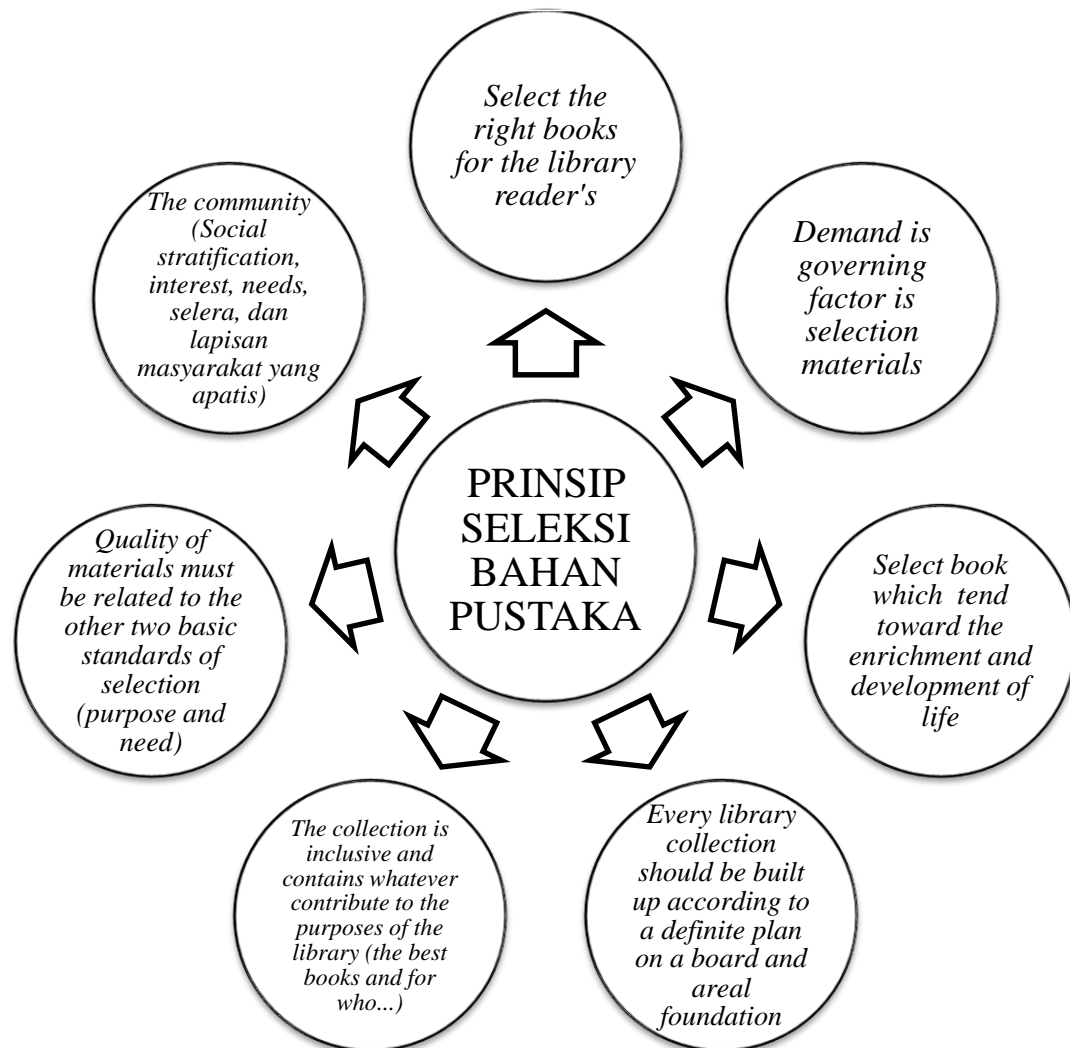 Select the
right books
for the library
reader's
The community
(Social
stratification,
interest, needs,
selera, dan
lapisan
masyarakat yang
apatis)
Demand is
governing
factor is
selection
materials
PRINSIP
SELEKSI
BAHAN
PUSTAKA
Quality of
materials must
be related to the
other two basic
standards of
selection
(purpose and
need)
Select book
which tend
toward the
enrichment and
development of
life
The collection is
inclusive and
contains whatever
contribute to the
purposes of the
library (the best
books and for
who...)
Every library
collection
should be built
up according to
a definite plan
on a board and
areal
foundation